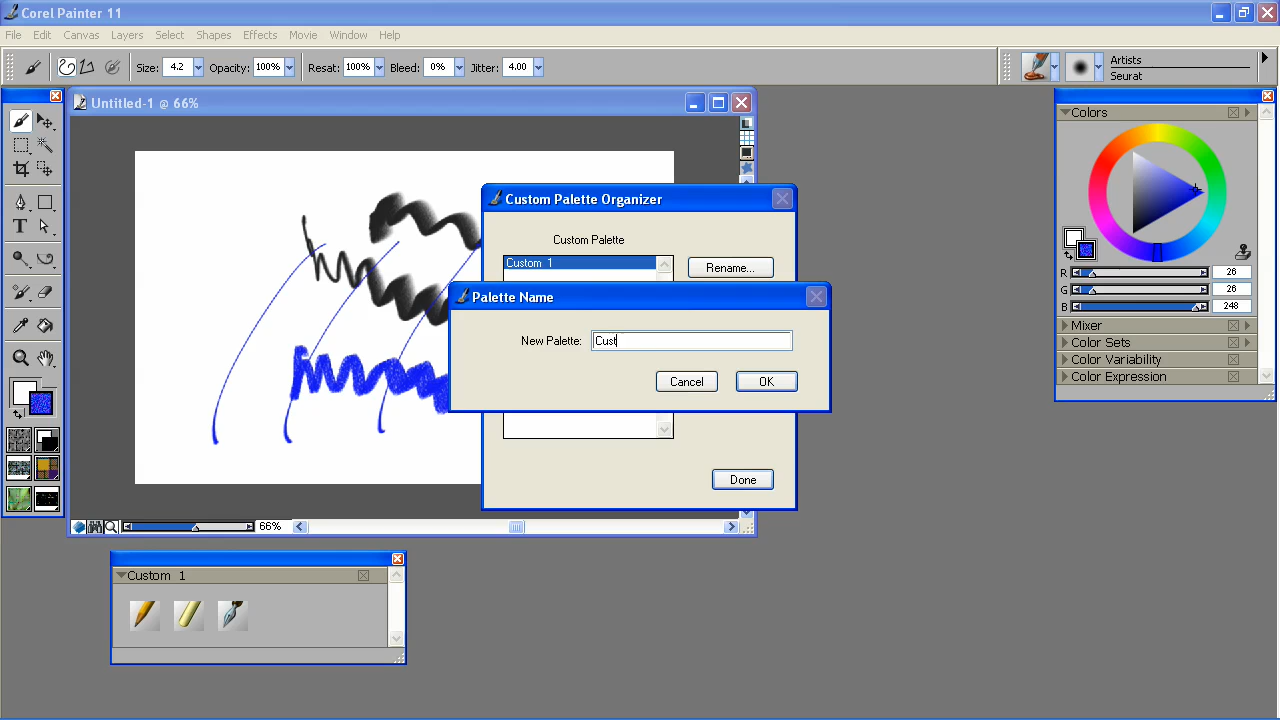 Corel Painter 11
File Edit Canvas Layers Select Shapes Effects Movie Window Help
Size: 4.2 Opacity: 100% Resat: 100% Bleed: 0% Jitter: 4.00
Artists
Seurat
Untitled-1 @ 66%
66%
Custom Palette Organizer
Custom Palette
Custom 1
Rename...
Palette Name
New Palette: Cust
Cancel OK
Done
Custom 1
Colors
R 26
G 26
B 248
Mixer
Color Sets
Color Variability
Color Expression